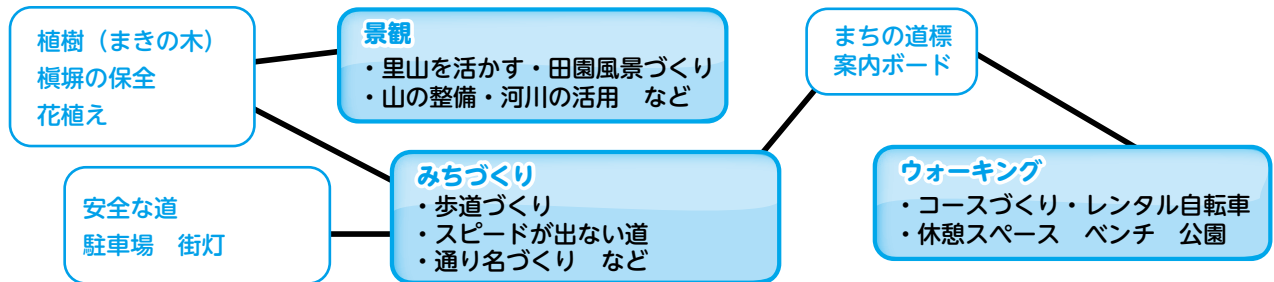 植樹（まきの木）
槇塀の保全
花植え
景観
・里山を活かす・田園風景づくり
・山の整備・河川の活用　など
まちの道標
案内ボード
安全な道
駐車場　街灯
みちづくり
・歩道づくり
・スピードが出ない道
・通り名づくり　など
ウォーキング
・コースづくり・レンタル自転車
・休憩スペース　ベンチ　公園